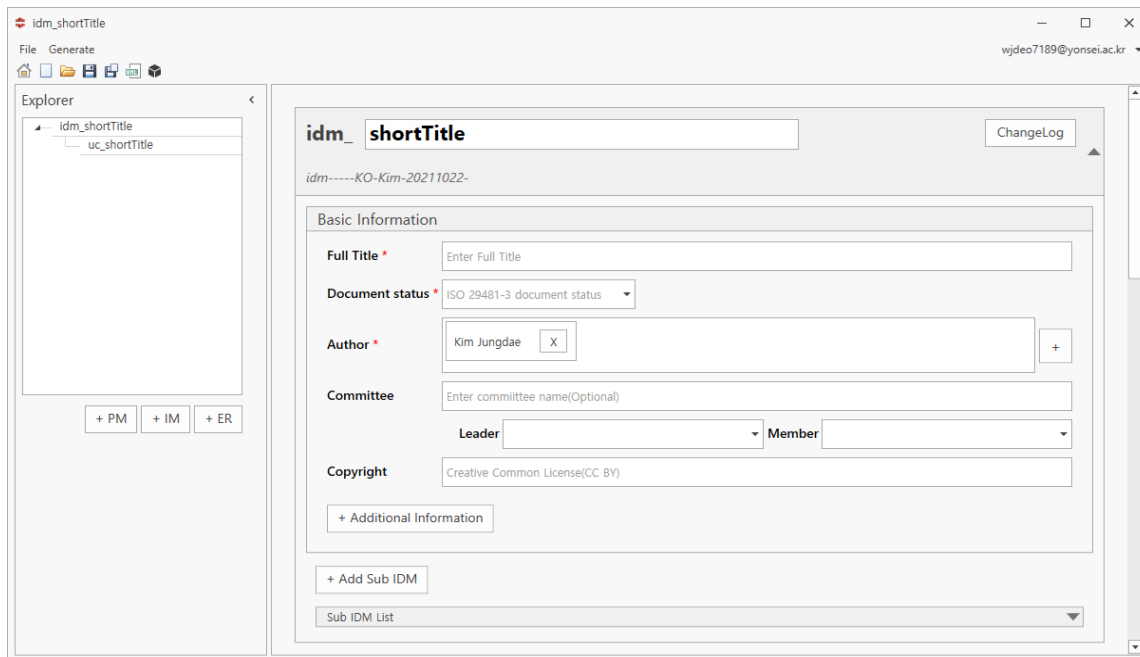 idm_shortTitle
File Generate
wjdeo7189@yonsei.ac.kr
Explorer
idm_shortTitle
uc_shortTitle
+ PM + IM + ER
idm_ shortTitle
ChangeLog
idm-----KO-Kim-20211022-
Basic Information
Full Title * Enter Full Title
Document status * ISO 29481-3 document status
Author * Kim Jungdae X +
Committee Enter commiittee name(Optional)
Leader Member
Copyright Creative Common License(CC BY)
+ Additional Information
+ Add Sub IDM
Sub IDM List